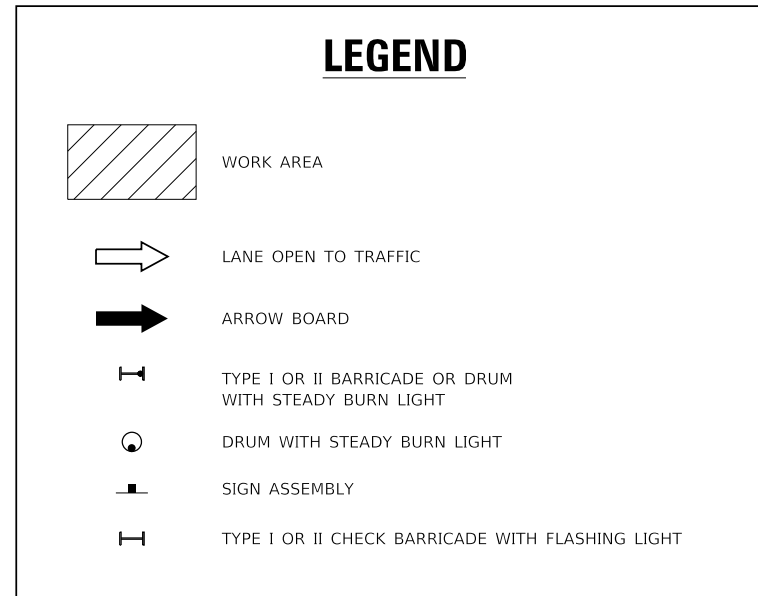 LEGEND
WORK AREA
LANE OPEN TO TRAFFIC
ARROW BOARD
TYPE I OR II BARRICADE OR DRUM
WITH STEADY BURN LIGHT
DRUM WITH STEADY BURN LIGHT
SIGN ASSEMBLY
TYPE I OR II CHECK BARRICADE WITH FLASHING LIGHT